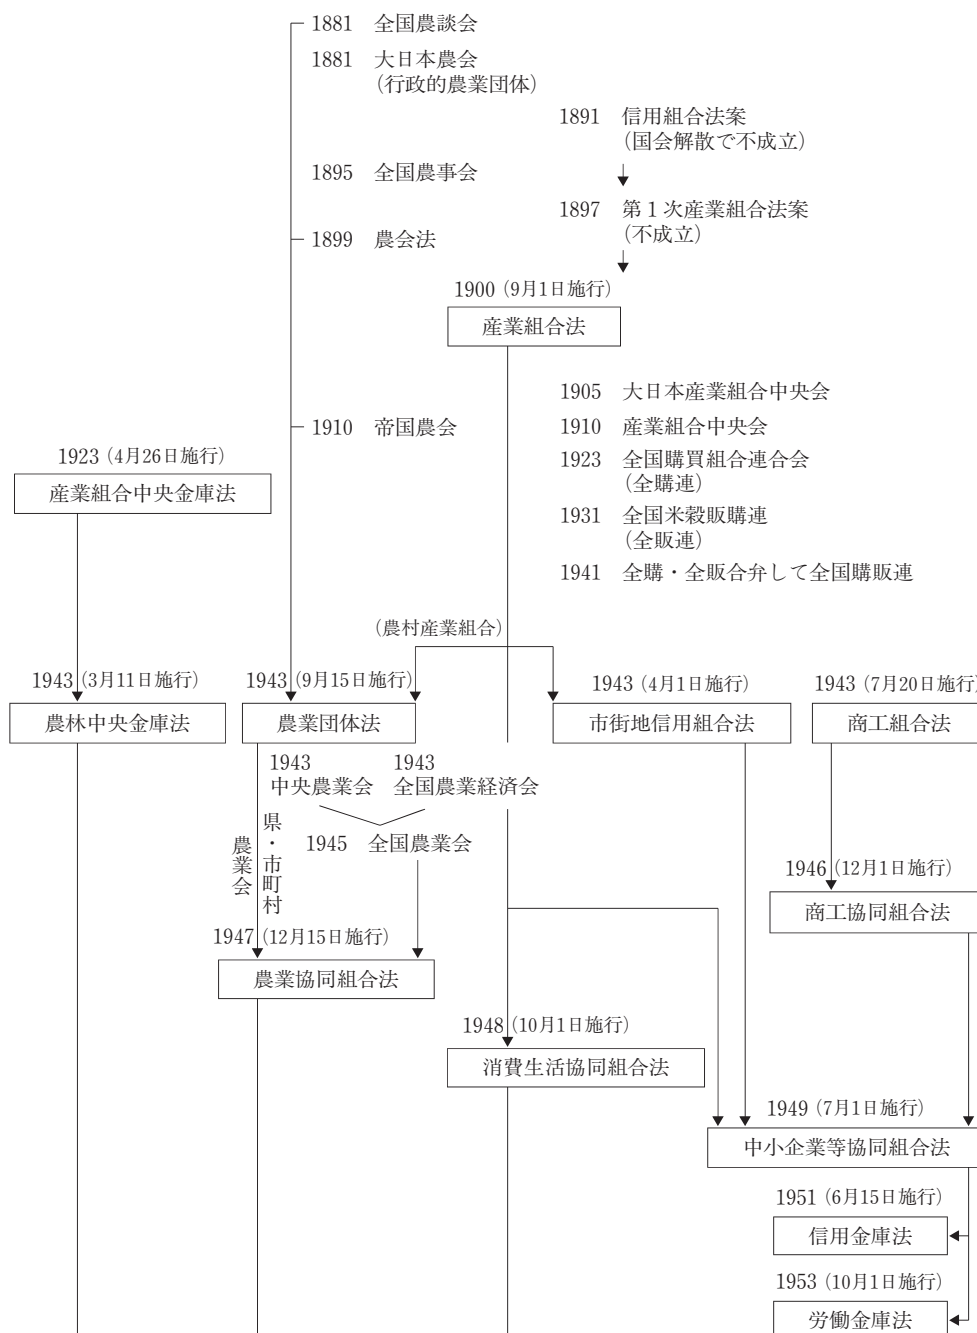 1881 全国農談会
1881 大日本農会
(行政的農業団体)
1891 信用組合法案
(国会解散で不成立)
1895 全国農事会
1897 第1次産業組合法案
(不成立)
1899 農会法
1900 (9月1日施行)
産業組合法
1905 大日本産業組合中央会
1910 産業組合中央会
1910 帝国農会
1923 (4月26日施行)
産業組合中央金庫法
1923 全国購買組合連合会
(全購連)
1931 全国米穀販購連
(全販連)
1941 全購・全販合弁して全国購販連
(農村産業組合)
1943 (3月11日施行)
農林中央金庫法
1943 (9月15日施行)
農業団体法
1943 (4月1日施行)
市街地信用組合法
1943 (7月20日施行)
商工組合法
1943
中央農業会
1943
全国農業経済会
県・市町村
農業会
1945 全国農業会
1946 (12月1日施行)
商工協同組合法
1947 (12月15日施行)
農業協同組合法
1948 (10月1日施行)
消費生活協同組合法
1949 (7月1日施行)
中小企業等協同組合法
1951 (6月15日施行)
信用金庫法
1953 (10月1日施行)
労働金庫法